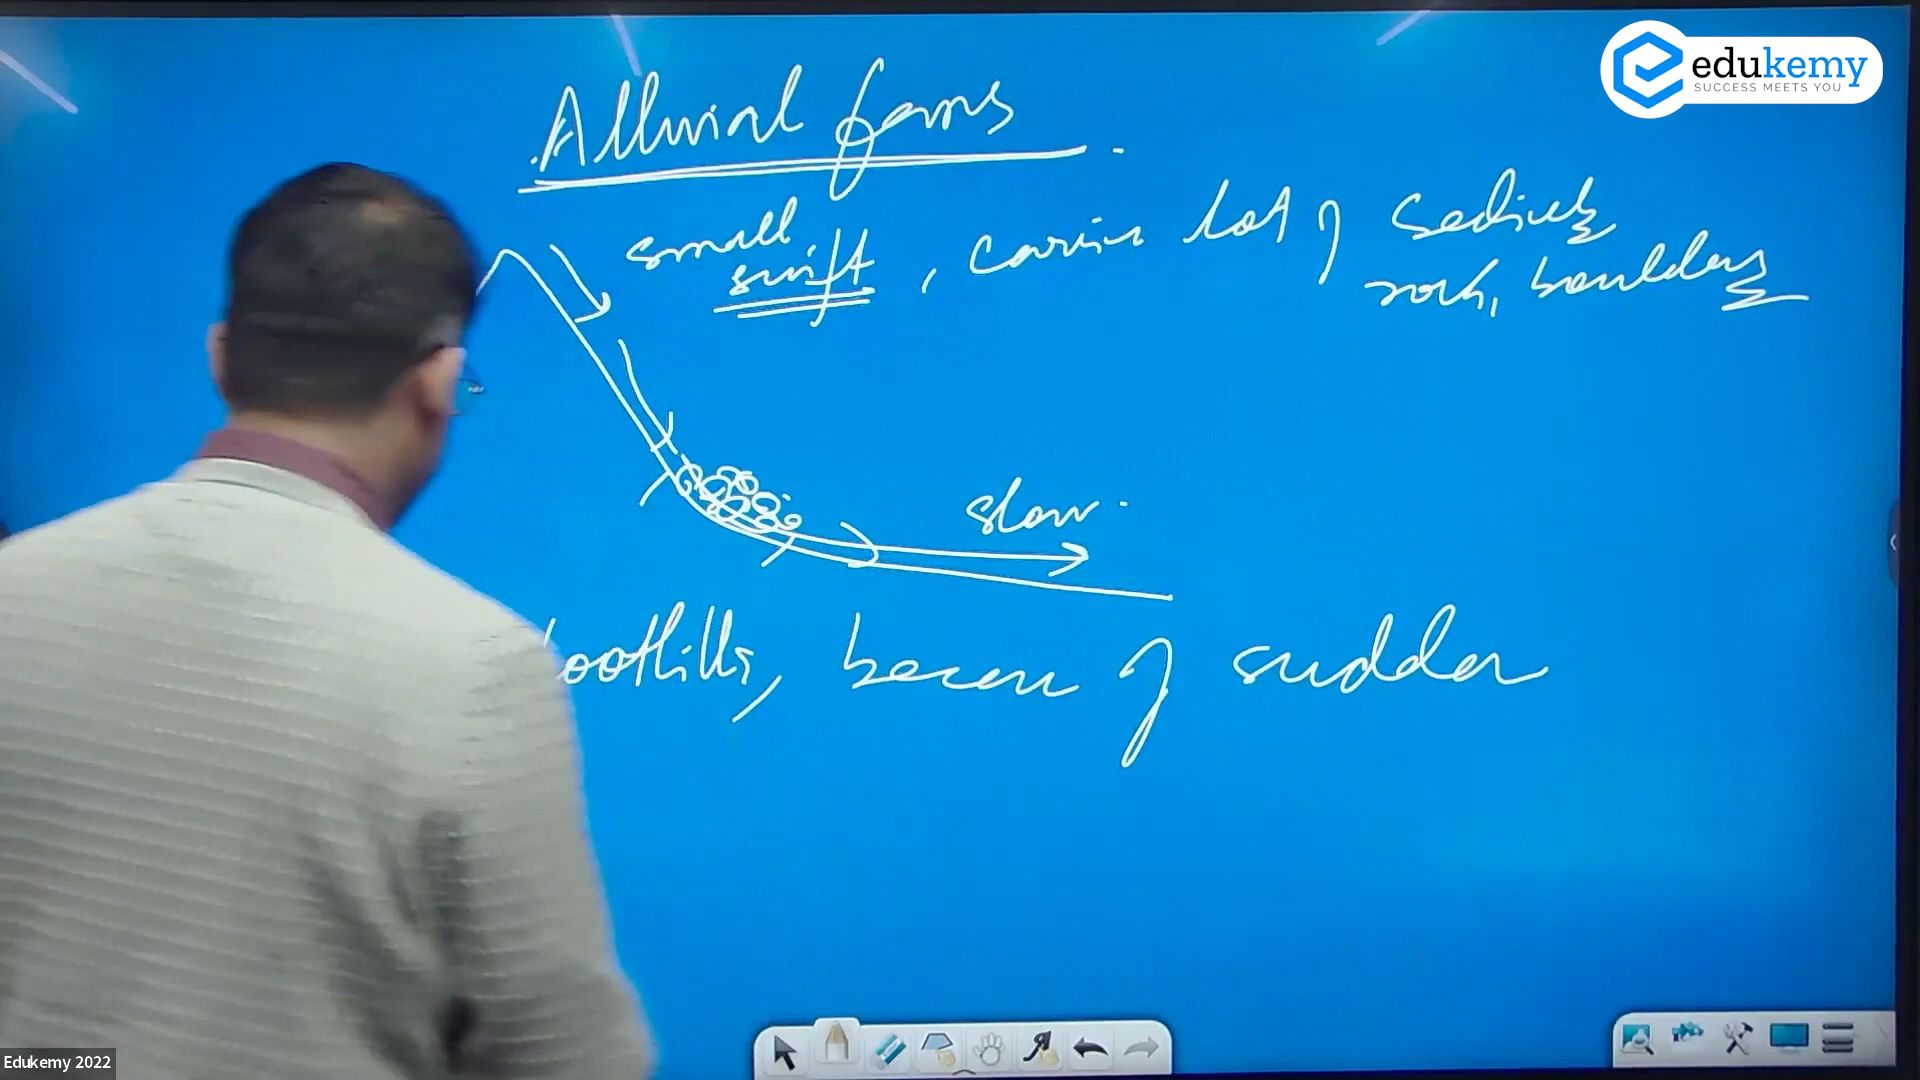 edukemy
SUCCESS MEETS YOU
Alluvial fans
small,
swift, carries lot of sediments
rock, boulders
slow.
foothills, because of sudden
Edukemy 2022